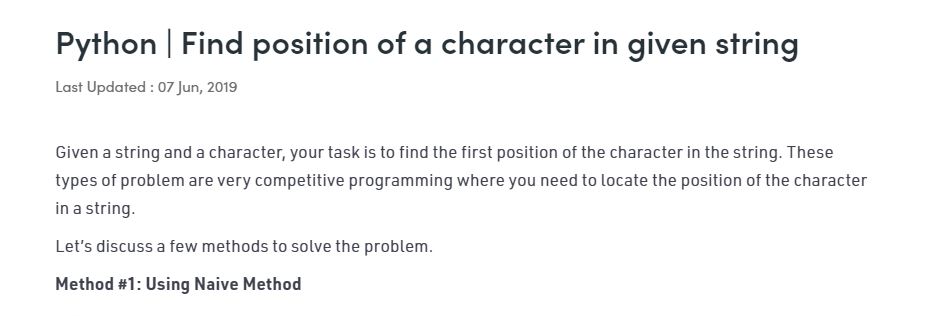 Python | Find position of a character in given string
Last Updated : 07 Jun, 2019
Given a string and a character, your task is to find the first position of the character in the string. These
types of problem are very competitive programming where you need to locate the position of the character
in a string.
Let’s discuss a few methods to solve the problem.
Method #1: Using Naive Method